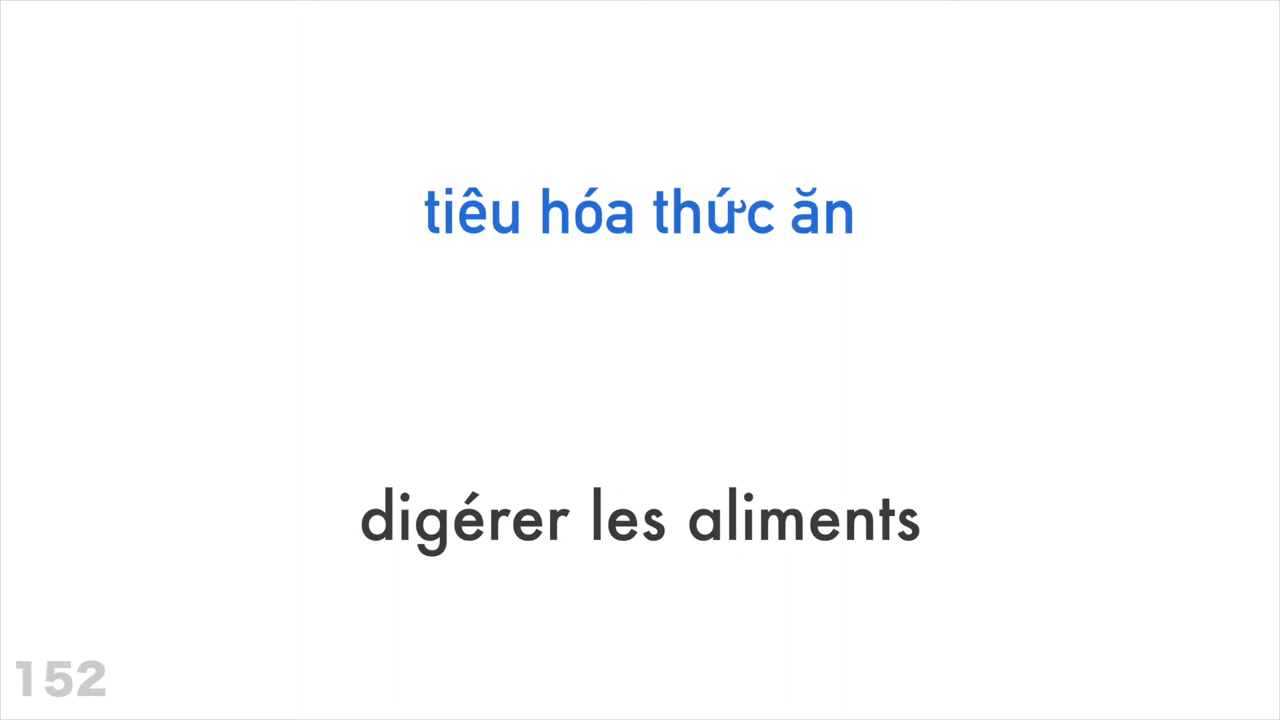 tiêu hóa thức ăn
digérer les aliments
152